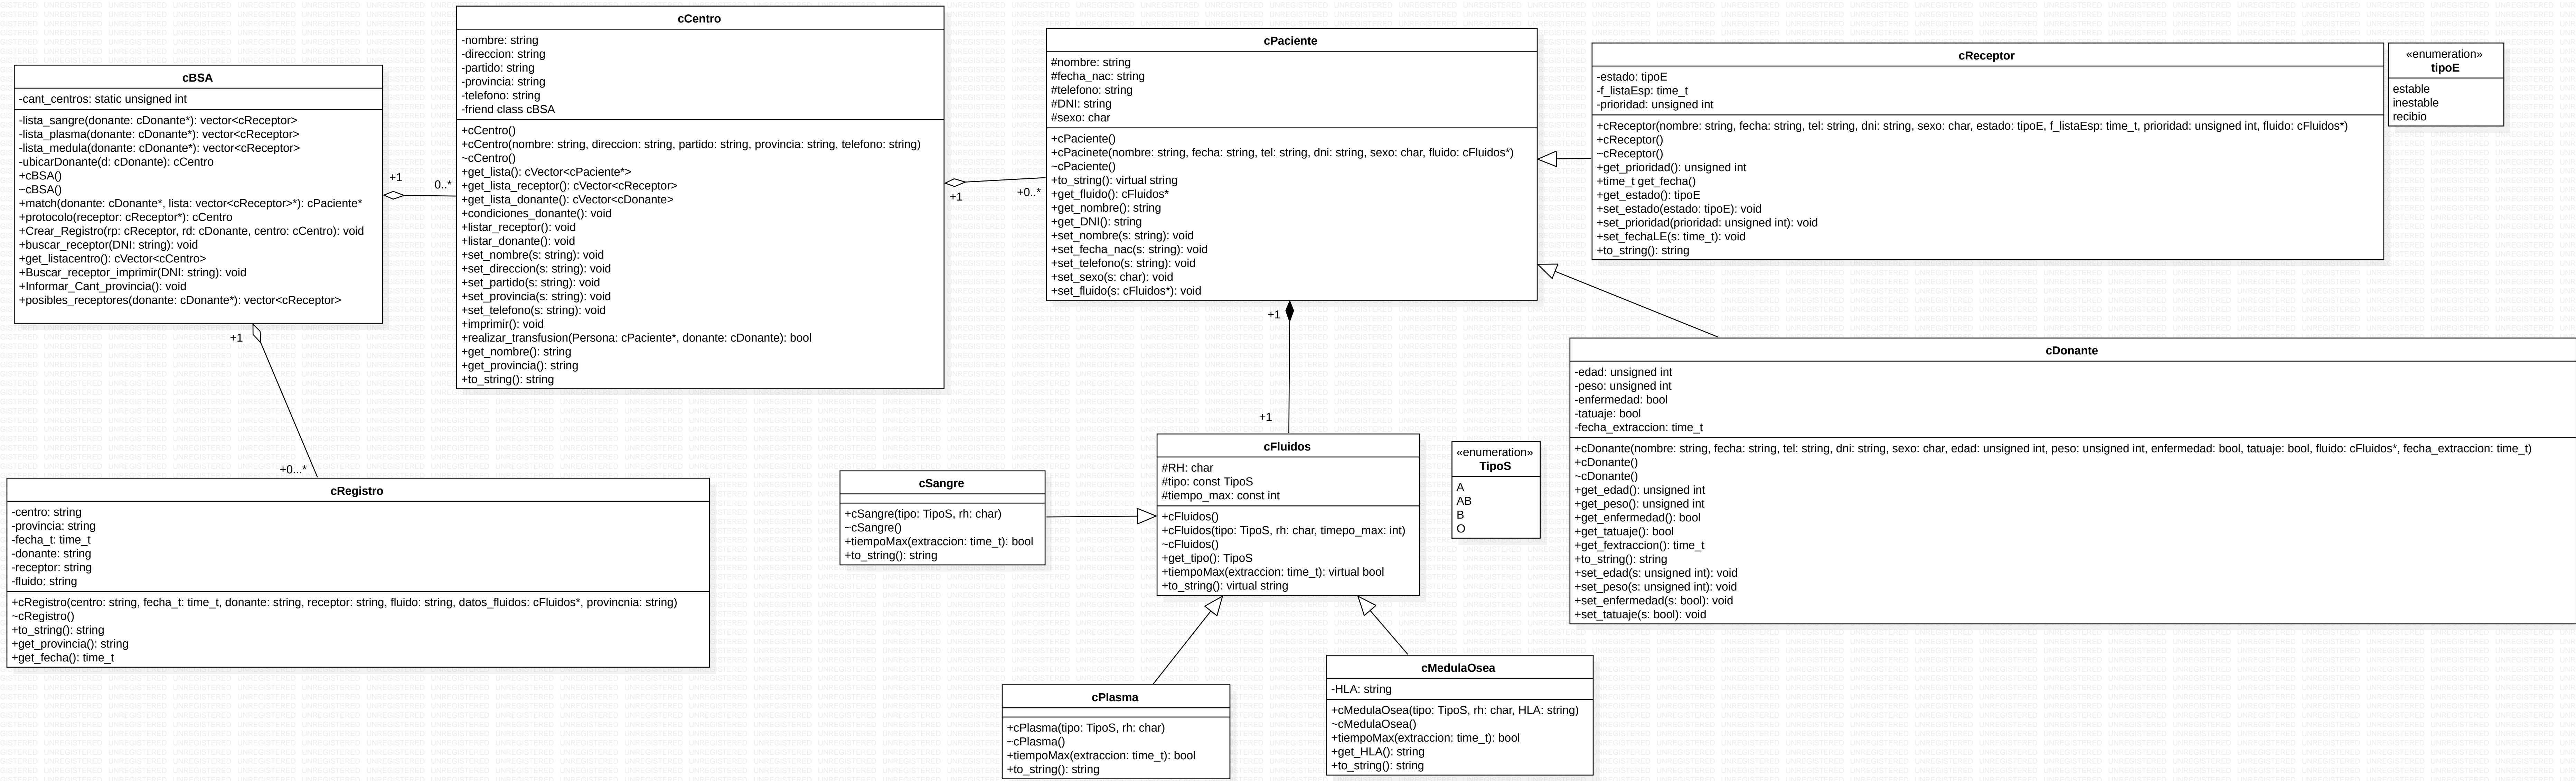 cBSA
-cant_centros: static unsigned int
-lista_sangre(donante: cDonante*): vector<cReceptor>
-lista_plasma(donante: cDonante*): vector<cReceptor>
-lista_medula(donante: cDonante*): vector<cReceptor>
-ubicarDonante(d: cDonante): cCentro
+cBSA()
~cBSA()
+match(donante: cDonante*, lista: vector<cReceptor>*): cPaciente*
+protocolo(receptor: cReceptor*): cCentro
+Crear_Registro(rp: cReceptor, rd: cDonante, centro: cCentro): void
+buscar_receptor(DNI: string): void
+get_listacentro(): cVector<cCentro>
+Buscar_receptor_imprimir(DNI: string): void
+Informar_Cant_provincia(): void
+posibles_receptores(donante: cDonante*): vector<cReceptor>
+1
0..*
+1
+0...*
cCentro
-nombre: string
-direccion: string
-partido: string
-provincia: string
-telefono: string
-friend class cBSA
+cCentro()
+cCentro(nombre: string, direccion: string, partido: string, provincia: string, telefono: string)
~cCentro()
+get_lista(): cVector<cPaciente*>
+get_lista_receptor(): cVector<cReceptor>
+get_lista_donante(): cVector<cDonante>
+condiciones_donante(): void
+listar_receptor(): void
+listar_donante(): void
+set_nombre(s: string): void
+set_direccion(s: string): void
+set_partido(s: string): void
+set_provincia(s: string): void
+set_telefono(s: string): void
+imprimir(): void
+realizar_transfusion(Persona: cPaciente*, donante: cDonante): bool
+get_nombre(): string
+get_provincia(): string
+to_string(): string
+1
+0..*
cPaciente
#nombre: string
#fecha_nac: string
#telefono: string
#DNI: string
#sexo: char
+cPaciente()
+cPacinete(nombre: string, fecha: string, tel: string, dni: string, sexo: char, fluido: cFluidos*)
~cPaciente()
+to_string(): virtual string
+get_fluido(): cFluidos*
+get_nombre(): string
+get_DNI(): string
+set_nombre(s: string): void
+set_fecha_nac(s: string): void
+set_telefono(s: string): void
+set_sexo(s: char): void
+set_fluido(s: cFluidos*): void
+1
+1
cReceptor
-estado: tipoE
-f_listaEsp: time_t
-prioridad: unsigned int
+cReceptor(nombre: string, fecha: string, tel: string, dni: string, sexo: char, estado: tipoE, f_listaEsp: time_t, prioridad: unsigned int, fluido: cFluidos*)
+cReceptor()
~cReceptor()
+get_prioridad(): unsigned int
+time_t get_fecha()
+get_estado(): tipoE
+set_estado(estado: tipoE): void
+set_prioridad(prioridad: unsigned int): void
+set_fechaLE(s: time_t): void
+to_string(): string
«enumeration»
tipoE
estable
inestable
recibio
cDonante
-edad: unsigned int
-peso: unsigned int
-enfermedad: bool
-tatuaje: bool
-fecha_extraccion: time_t
+cDonante(nombre: string, fecha: string, tel: string, dni: string, sexo: char, edad: unsigned int, peso: unsigned int, enfermedad: bool, tatuaje: bool, fluido: cFluidos*, fecha_extraccion: time_t)
+cDonante()
~cDonante()
+get_edad(): unsigned int
+get_peso(): unsigned int
+get_enfermedad(): bool
+get_tatuaje(): bool
+get_fextraccion(): time_t
+to_string(): string
+set_edad(s: unsigned int): void
+set_peso(s: unsigned int): void
+set_enfermedad(s: bool): void
+set_tatuaje(s: bool): void
cRegistro
-centro: string
-provincia: string
-fecha_t: time_t
-donante: string
-receptor: string
-fluido: string
+cRegistro(centro: string, fecha_t: time_t, donante: string, receptor: string, fluido: string, datos_fluidos: cFluidos*, provincnia: string)
~cRegistro()
+to_string(): string
+get_provincia(): string
+get_fecha(): time_t
cSangre
+cSangre(tipo: TipoS, rh: char)
~cSangre()
+tiempoMax(extraccion: time_t): bool
+to_string(): string
cFluidos
#RH: char
#tipo: const TipoS
#tiempo_max: const int
+cFluidos()
+cFluidos(tipo: TipoS, rh: char, timepo_max: int)
~cFluidos()
+get_tipo(): TipoS
+tiempoMax(extraccion: time_t): virtual bool
+to_string(): virtual string
«enumeration»
TipoS
A
AB
B
O
cPlasma
+cPlasma(tipo: TipoS, rh: char)
~cPlasma()
+tiempoMax(extraccion: time_t): bool
+to_string(): string
cMedulaOsea
-HLA: string
+cMedulaOsea(tipo: TipoS, rh: char, HLA: string)
~cMedulaOsea()
+tiempoMax(extraccion: time_t): bool
+get_HLA(): string
+to_string(): string
UNREGISTERED